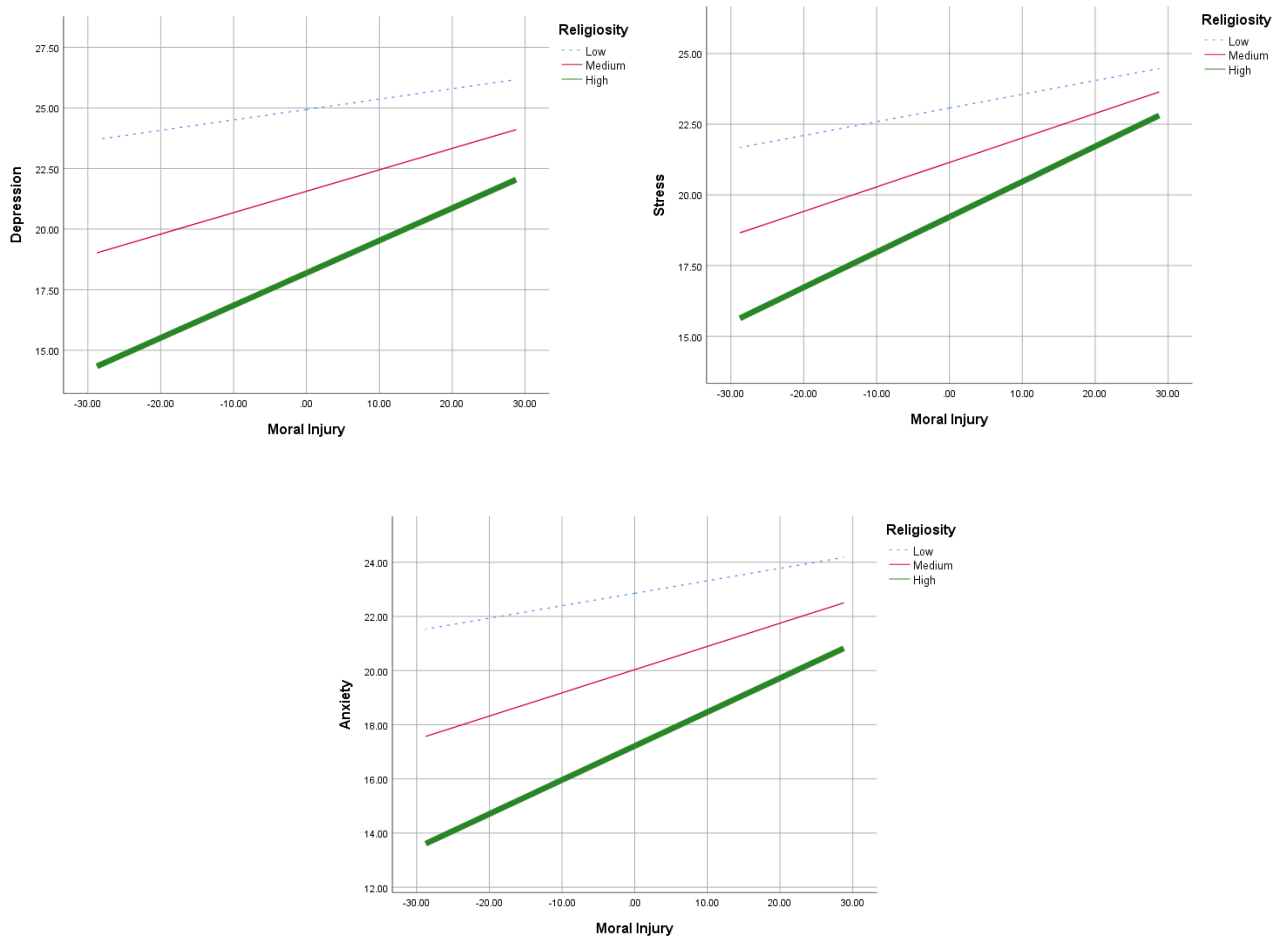 Religiosity
Low
Medium
High
27.50
25.00
22.50
20.00
17.50
15.00
Depression
-30.00 -20.00 -10.00 .00 10.00 20.00 30.00
Moral Injury
Religiosity
Low
Medium
High
25.00
22.50
20.00
17.50
15.00
Stress
-30.00 -20.00 -10.00 .00 10.00 20.00 30.00
Moral Injury
Religiosity
Low
Medium
High
24.00
22.00
20.00
18.00
16.00
14.00
12.00
Anxiety
-30.00 -20.00 -10.00 .00 10.00 20.00 30.00
Moral Injury